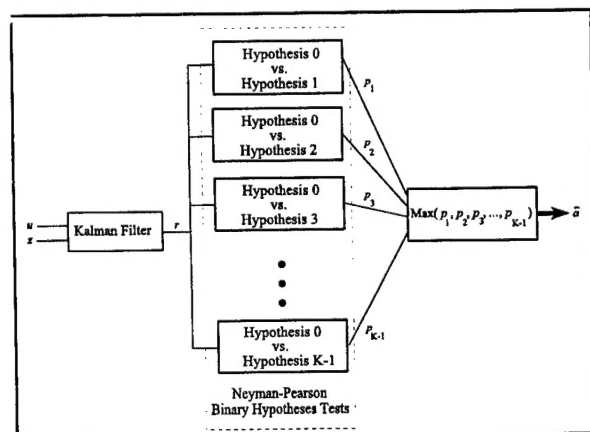 Hypothesis 0
vs.
Hypothesis 1
p1
Hypothesis 0
vs.
Hypothesis 2
p2
Hypothesis 0
vs.
Hypothesis 3
p3
u
z
Kalman Filter
r
Max(p1, p2, p3, ..., pK-1)
ā
Hypothesis 0
vs.
Hypothesis K-1
pK-1
Neyman-Pearson
Binary Hypotheses Tests